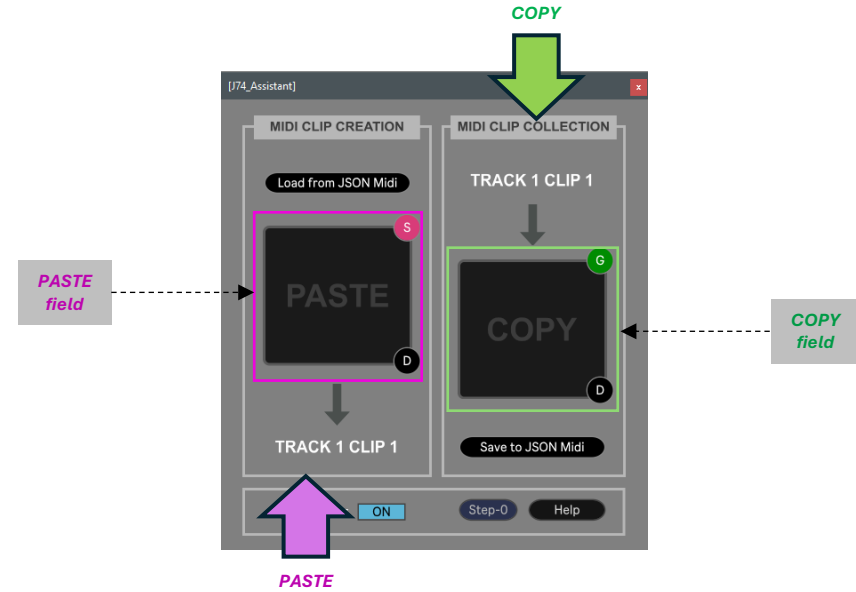 COPY
[J74_Assistant]
x
MIDI CLIP CREATION
MIDI CLIP COLLECTION
Load from JSON Midi
TRACK 1 CLIP 1
S
PASTE
D
G
COPY
D
PASTE
field
COPY
field
TRACK 1 CLIP 1
Save to JSON Midi
ON
Step-0
Help
PASTE